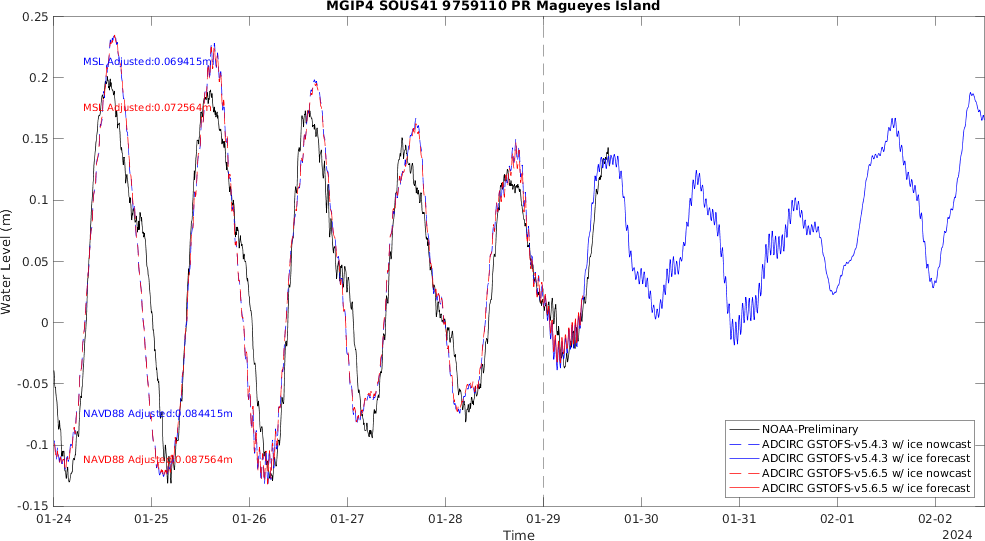 MGIP4 SOUS41 9759110 PR Magueyes Island
0.25
0.2
0.15
0.1
0.05
0
-0.05
-0.1
-0.15
Water Level (m)
MSL Adjusted:0.069415m
MSL Adjusted:0.072564m
NAVD88 Adjusted:0.084415m
NAVD88 Adjusted:0.087564m
NOAA-Preliminary
ADCIRC GSTOFS-v5.4.3 w/ ice nowcast
ADCIRC GSTOFS-v5.4.3 w/ ice forecast
ADCIRC GSTOFS-v5.6.5 w/ ice nowcast
ADCIRC GSTOFS-v5.6.5 w/ ice forecast
01-24 01-25 01-26 01-27 01-28 01-29 01-30 01-31 02-01 02-02
Time
2024